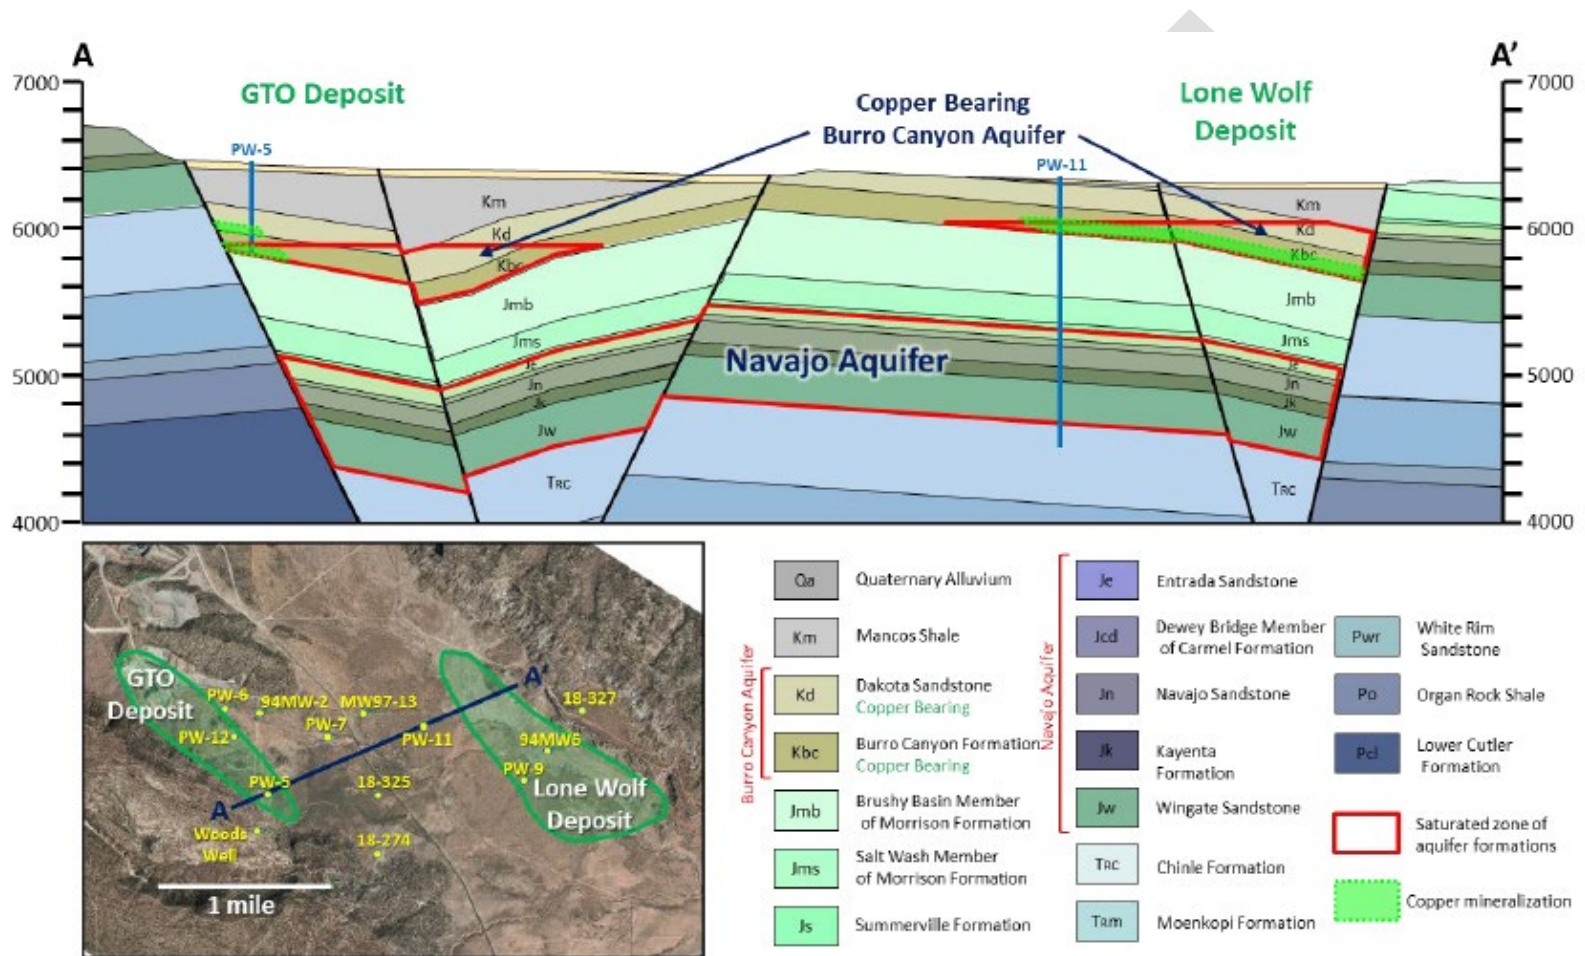 A
A'
7000
6000
5000
4000
7000
6000
5000
4000
GTO Deposit
Lone Wolf
Deposit
Copper Bearing
Burro Canyon Aquifer
PW-5
PW-11
Km
Kd
Kbc
Jmb
Jms
Je
Jn
Jk
Jw
TRC
Navajo Aquifer
Km
Kd
Kbc
Jmb
Jms
Je
Jn
Jk
Jw
TRC
GTO
Deposit
PW-6
94MW-2
MW97-13
PW-7
PW-12
PW-11
A'
18-327
94MW6
PW-9
Lone Wolf
Deposit
PW-5
A
18-325
Woods
Well
18-274
1 mile
Burro Canyon Aquifer
Qa Quaternary Alluvium
Km Mancos Shale
Kd Dakota Sandstone
Copper Bearing
Kbc Burro Canyon Formation
Copper Bearing
Jmb Brushy Basin Member
of Morrison Formation
Jms Salt Wash Member
of Morrison Formation
Js Summerville Formation
Navajo Aquifer
Je Entrada Sandstone
Jcd Dewey Bridge Member
of Carmel Formation
Jn Navajo Sandstone
Jk Kayenta
Formation
Jw Wingate Sandstone
TRC Chinle Formation
TRm Moenkopi Formation
Pwr White Rim
Sandstone
Po Organ Rock Shale
Pcl Lower Cutler
Formation
Saturated zone of
aquifer formations
Copper mineralization